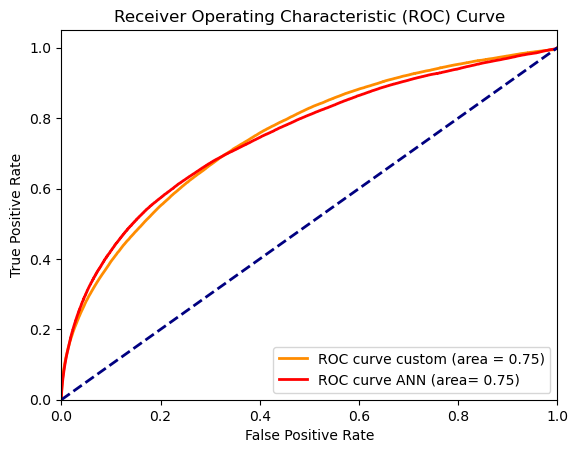 Receiver Operating Characteristic (ROC) Curve
True Positive Rate
1.0
0.8
0.6
0.4
0.2
0.0
ROC curve custom (area = 0.75)
ROC curve ANN (area= 0.75)
0.0 0.2 0.4 0.6 0.8 1.0
False Positive Rate